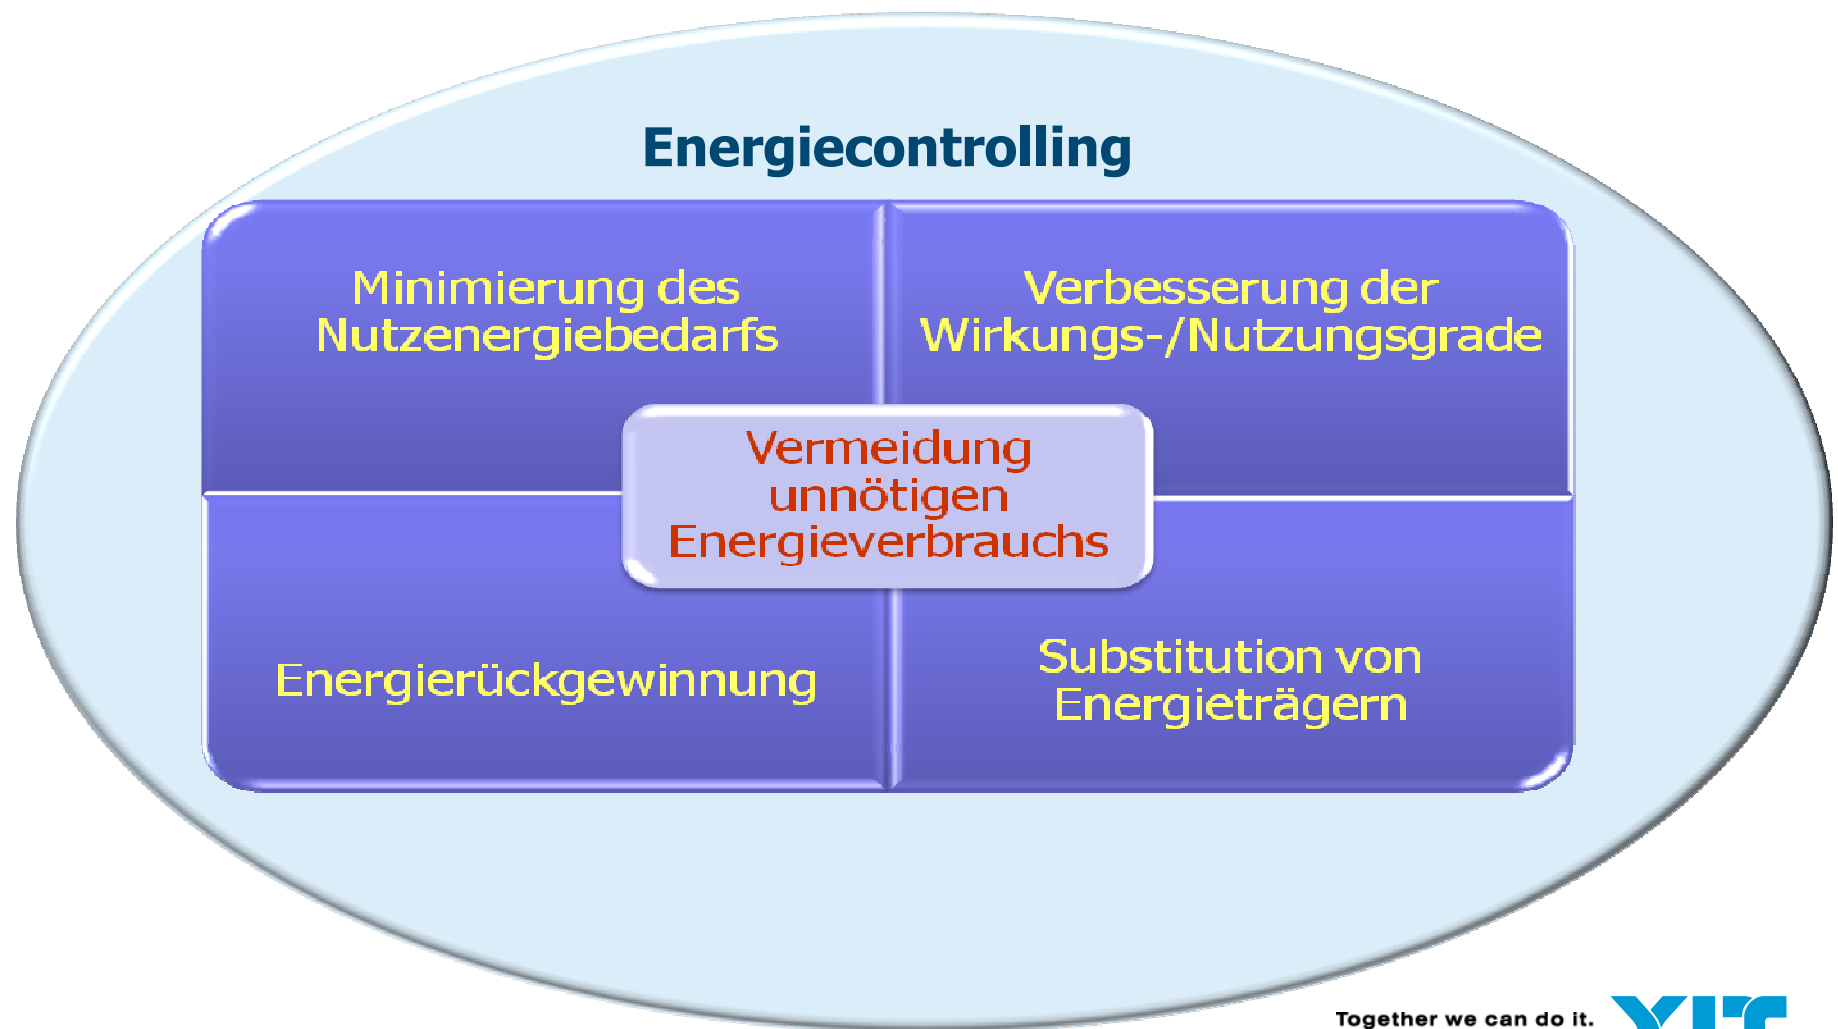 Energiecontrolling
Minimierung des
Nutzenergiebedarfs
Verbesserung der
Wirkungs-/Nutzungsgrade
Vermeidung
unnötigen
Energieverbrauchs
Energierückgewinnung
Substitution von
Energieträgern
Together we can do it.
YIT